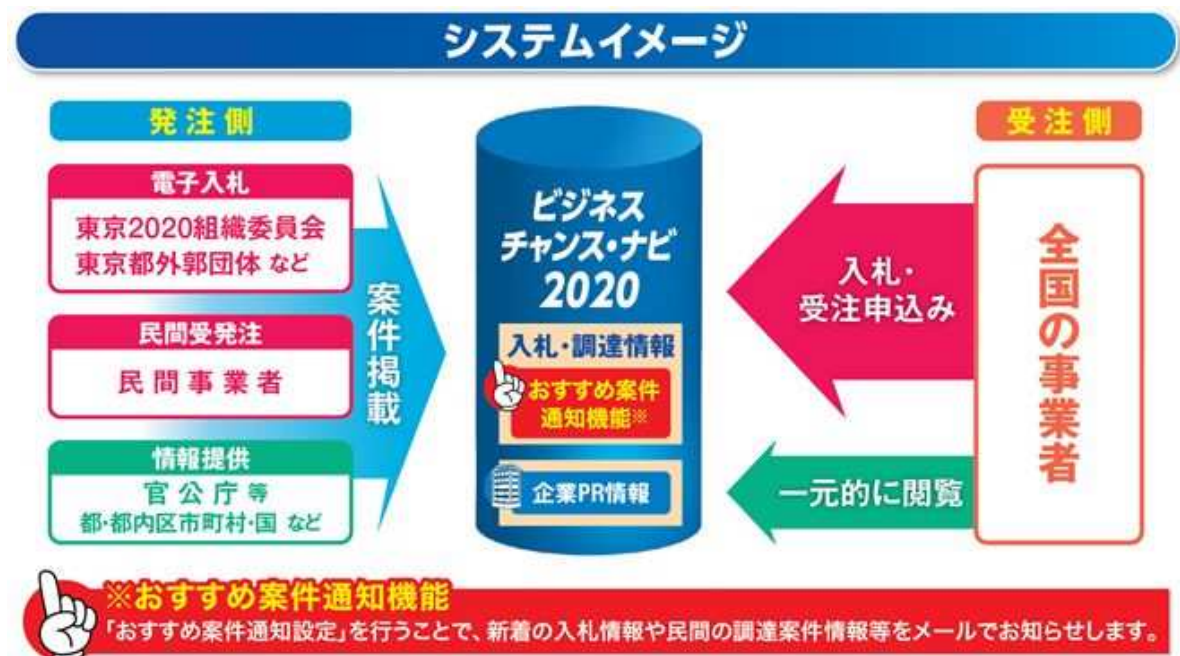 システムイメージ
発注側
電子入札
東京2020組織委員会
東京都外郭団体 など
民間受発注
民間事業者
情報提供
官公庁等
都・都内区市町村・国 など
案件掲載
ビジネス
チャンス・ナビ
2020
入札・調達情報
おすすめ案件
通知機能※
企業PR情報
入札・
受注申込み
一元的に閲覧
受注側
全国の事業者
※おすすめ案件通知機能
「おすすめ案件通知設定」を行うことで、新着の入札情報や民間の調達案件情報等をメールでお知らせします。